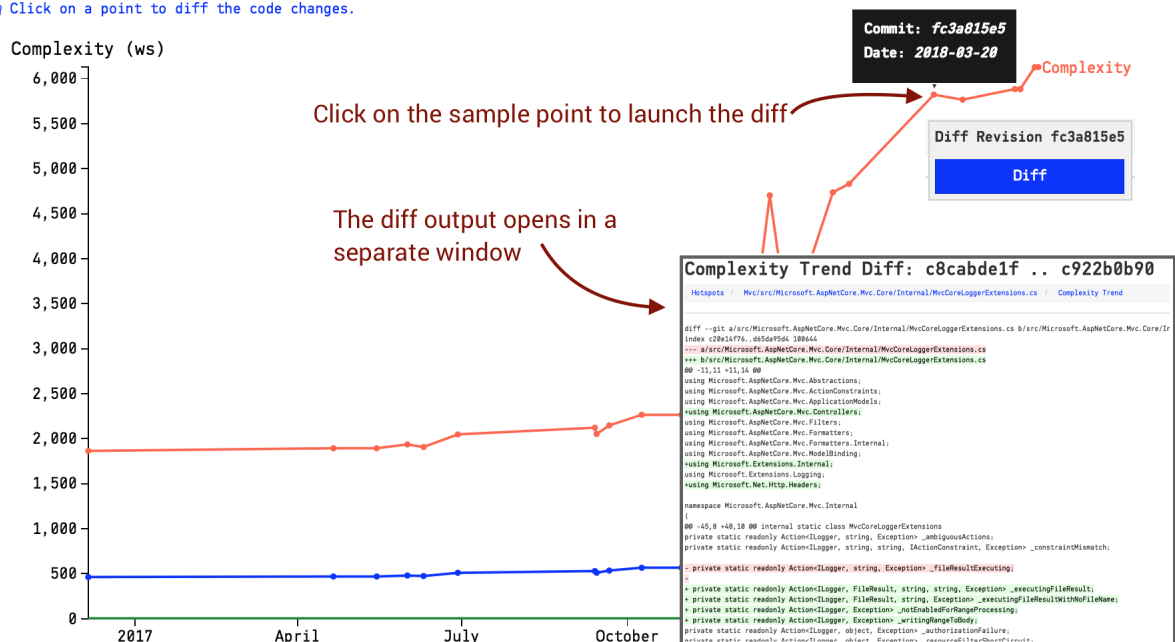 Click on a point to diff the code changes.
Complexity (ws)
Commit: fc3a815e5
Date: 2018-03-20
6,000
Complexity
Click on the sample point to launch the diff
5,500
Diff Revision fc3a815e5
Diff
5,000
4,500
The diff output opens in a
separate window
4,000
Complexity Trend Diff: c8cabde1f .. c922b0b90
Hotspots / Mvc/src/Microsoft.AspNetCore.Mvc.Core/Internal/MvcCoreLoggerExtensions.cs / Complexity Trend
3,500
diff --git a/src/Microsoft.AspNetCore.Mvc.Core/Internal/MvcCoreLoggerExtensions.cs b/src/Microsoft.AspNetCore.Mvc.Core/Ir
index c20e14f76..d65da95d4 100644
--- a/src/Microsoft.AspNetCore.Mvc.Core/Internal/MvcCoreLoggerExtensions.cs
+++ b/src/Microsoft.AspNetCore.Mvc.Core/Internal/MvcCoreLoggerExtensions.cs
3,000
@@ -11,11 +11,14 @@
using Microsoft.AspNetCore.Mvc.Abstractions;
using Microsoft.AspNetCore.Mvc.ActionConstraints;
using Microsoft.AspNetCore.Mvc.ApplicationModels;
2,500
+using Microsoft.AspNetCore.Mvc.Controllers;
using Microsoft.AspNetCore.Mvc.Filters;
using Microsoft.AspNetCore.Mvc.Formatters;
2,000
using Microsoft.AspNetCore.Mvc.Formatters.Internal;
using Microsoft.AspNetCore.Mvc.ModelBinding;
+using Microsoft.Extensions.Internal;
using Microsoft.Extensions.Logging;
1,500
+using Microsoft.Net.Http.Headers;
namespace Microsoft.AspNetCore.Mvc.Internal
{
1,000
@@ -45,8 +48,10 @@ internal static class MvcCoreLoggerExtensions
private static readonly Action<ILogger, string, Exception> _ambiguousActions;
private static readonly Action<ILogger, string, string, IActionConstraint, Exception> _constraintMismatch;
500
- private static readonly Action<ILogger, string, Exception> _fileResultExecuting;
-
+ private static readonly Action<ILogger, FileResult, string, string, Exception> _executingFileResult;
+ private static readonly Action<ILogger, FileResult, string, Exception> _executingFileResultWithNoFileName;
+ private static readonly Action<ILogger, Exception> _notEnabledForRangeProcessing;
0
+ private static readonly Action<ILogger, Exception> _writingRangeToBody;
private static readonly Action<ILogger, object, Exception> _authorizationFailure;
private static readonly Action<ILogger, object, Exception> _resourceFilterShortCircuit;
2017 April July October